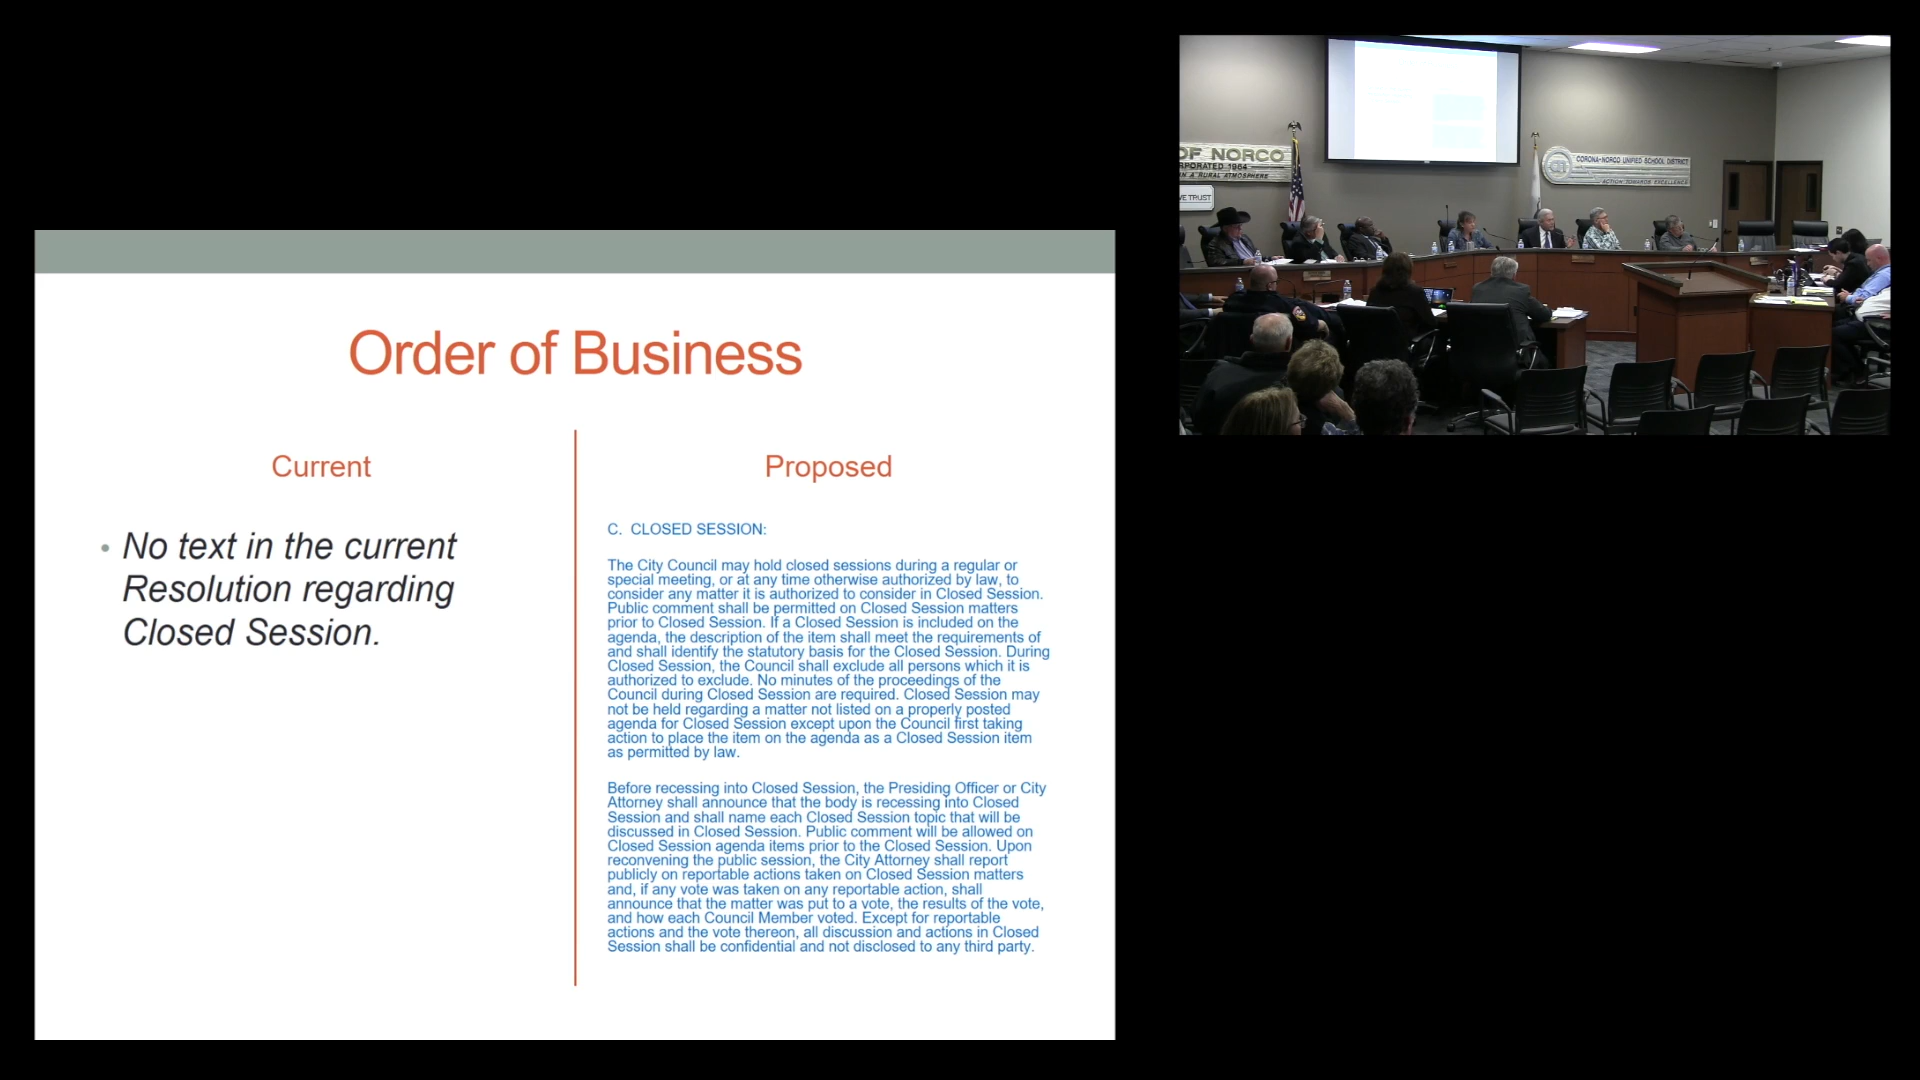 Order of Business
Current
• No text in the current
Resolution regarding
Closed Session.
Proposed
C. CLOSED SESSION:
The City Council may hold closed sessions during a regular or
special meeting, or at any time otherwise authorized by law, to
consider any matter it is authorized to consider in Closed Session.
Public comment shall be permitted on Closed Session matters
prior to Closed Session. If a Closed Session is included on the
agenda, the description of the item shall meet the requirements of
and shall identify the statutory basis for the Closed Session. During
Closed Session, the Council shall exclude all persons which it is
authorized to exclude. No minutes of the proceedings of the
Council during Closed Session are required. Closed Session may
not be held regarding a matter not listed on a properly posted
agenda for Closed Session except upon the Council first taking
action to place the item on the agenda as a Closed Session item
as permitted by law.
Before recessing into Closed Session, the Presiding Officer or City
Attorney shall announce that the body is recessing into Closed
Session and shall name each Closed Session topic that will be
discussed in Closed Session. Public comment will be allowed on
Closed Session agenda items prior to the Closed Session. Upon
reconvening the public session, the City Attorney shall report
publicly on reportable actions taken on Closed Session matters
and, if any vote was taken on any reportable action, shall
announce that the matter was put to a vote, the results of the vote,
and how each Council Member voted. Except for reportable
actions and the vote thereon, all discussion and actions in Closed
Session shall be confidential and not disclosed to any third party.
OF NORCO
RPORATED 1964
IN A RURAL ATMOSPHERE
WE TRUST
CORONA-NORCO UNIFIED SCHOOL DISTRICT
ACTION TOWARDS EXCELLENCE